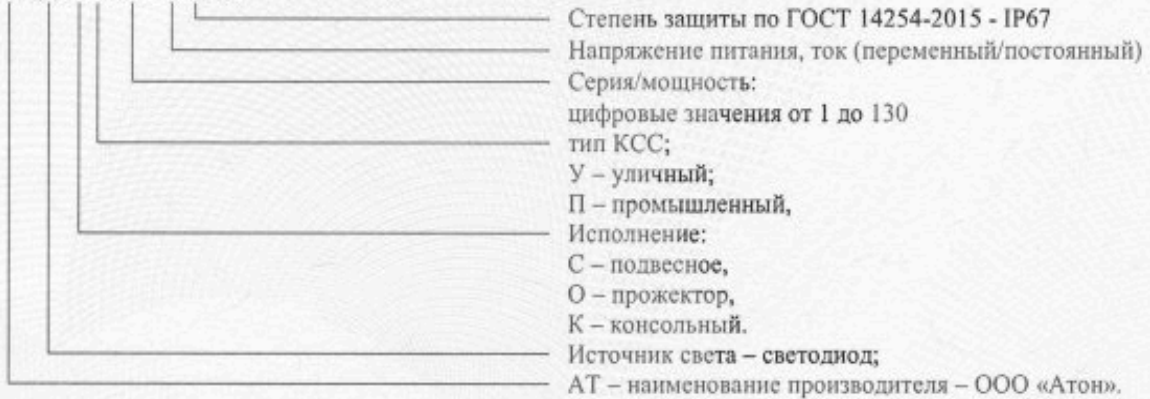 Степень защиты по ГОСТ 14254-2015 - IP67
Напряжение питания, ток (переменный/постоянный)
Серия/мощность:
цифровые значения от 1 до 130
тип КСС;
У – уличный;
П – промышленный,
Исполнение:
С – подвесное,
О – прожектор,
К – консольный.
Источник света – светодиод;
АТ – наименование производителя – ООО «Атон».